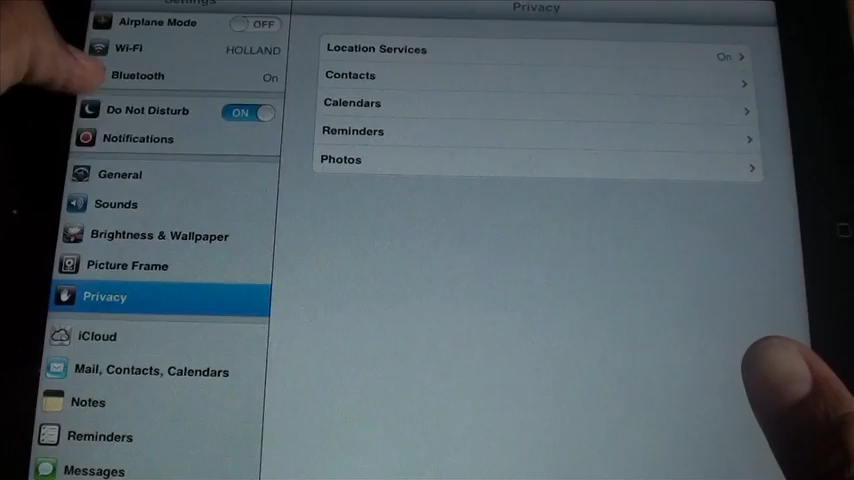 Settings
Privacy
Airplane Mode OFF
Wi-Fi HOLLAND
Bluetooth On
Do Not Disturb ON
Notifications
General
Sounds
Brightness & Wallpaper
Picture Frame
Privacy
iCloud
Mail, Contacts, Calendars
Notes
Reminders
Messages
Location Services On
Contacts
Calendars
Reminders
Photos